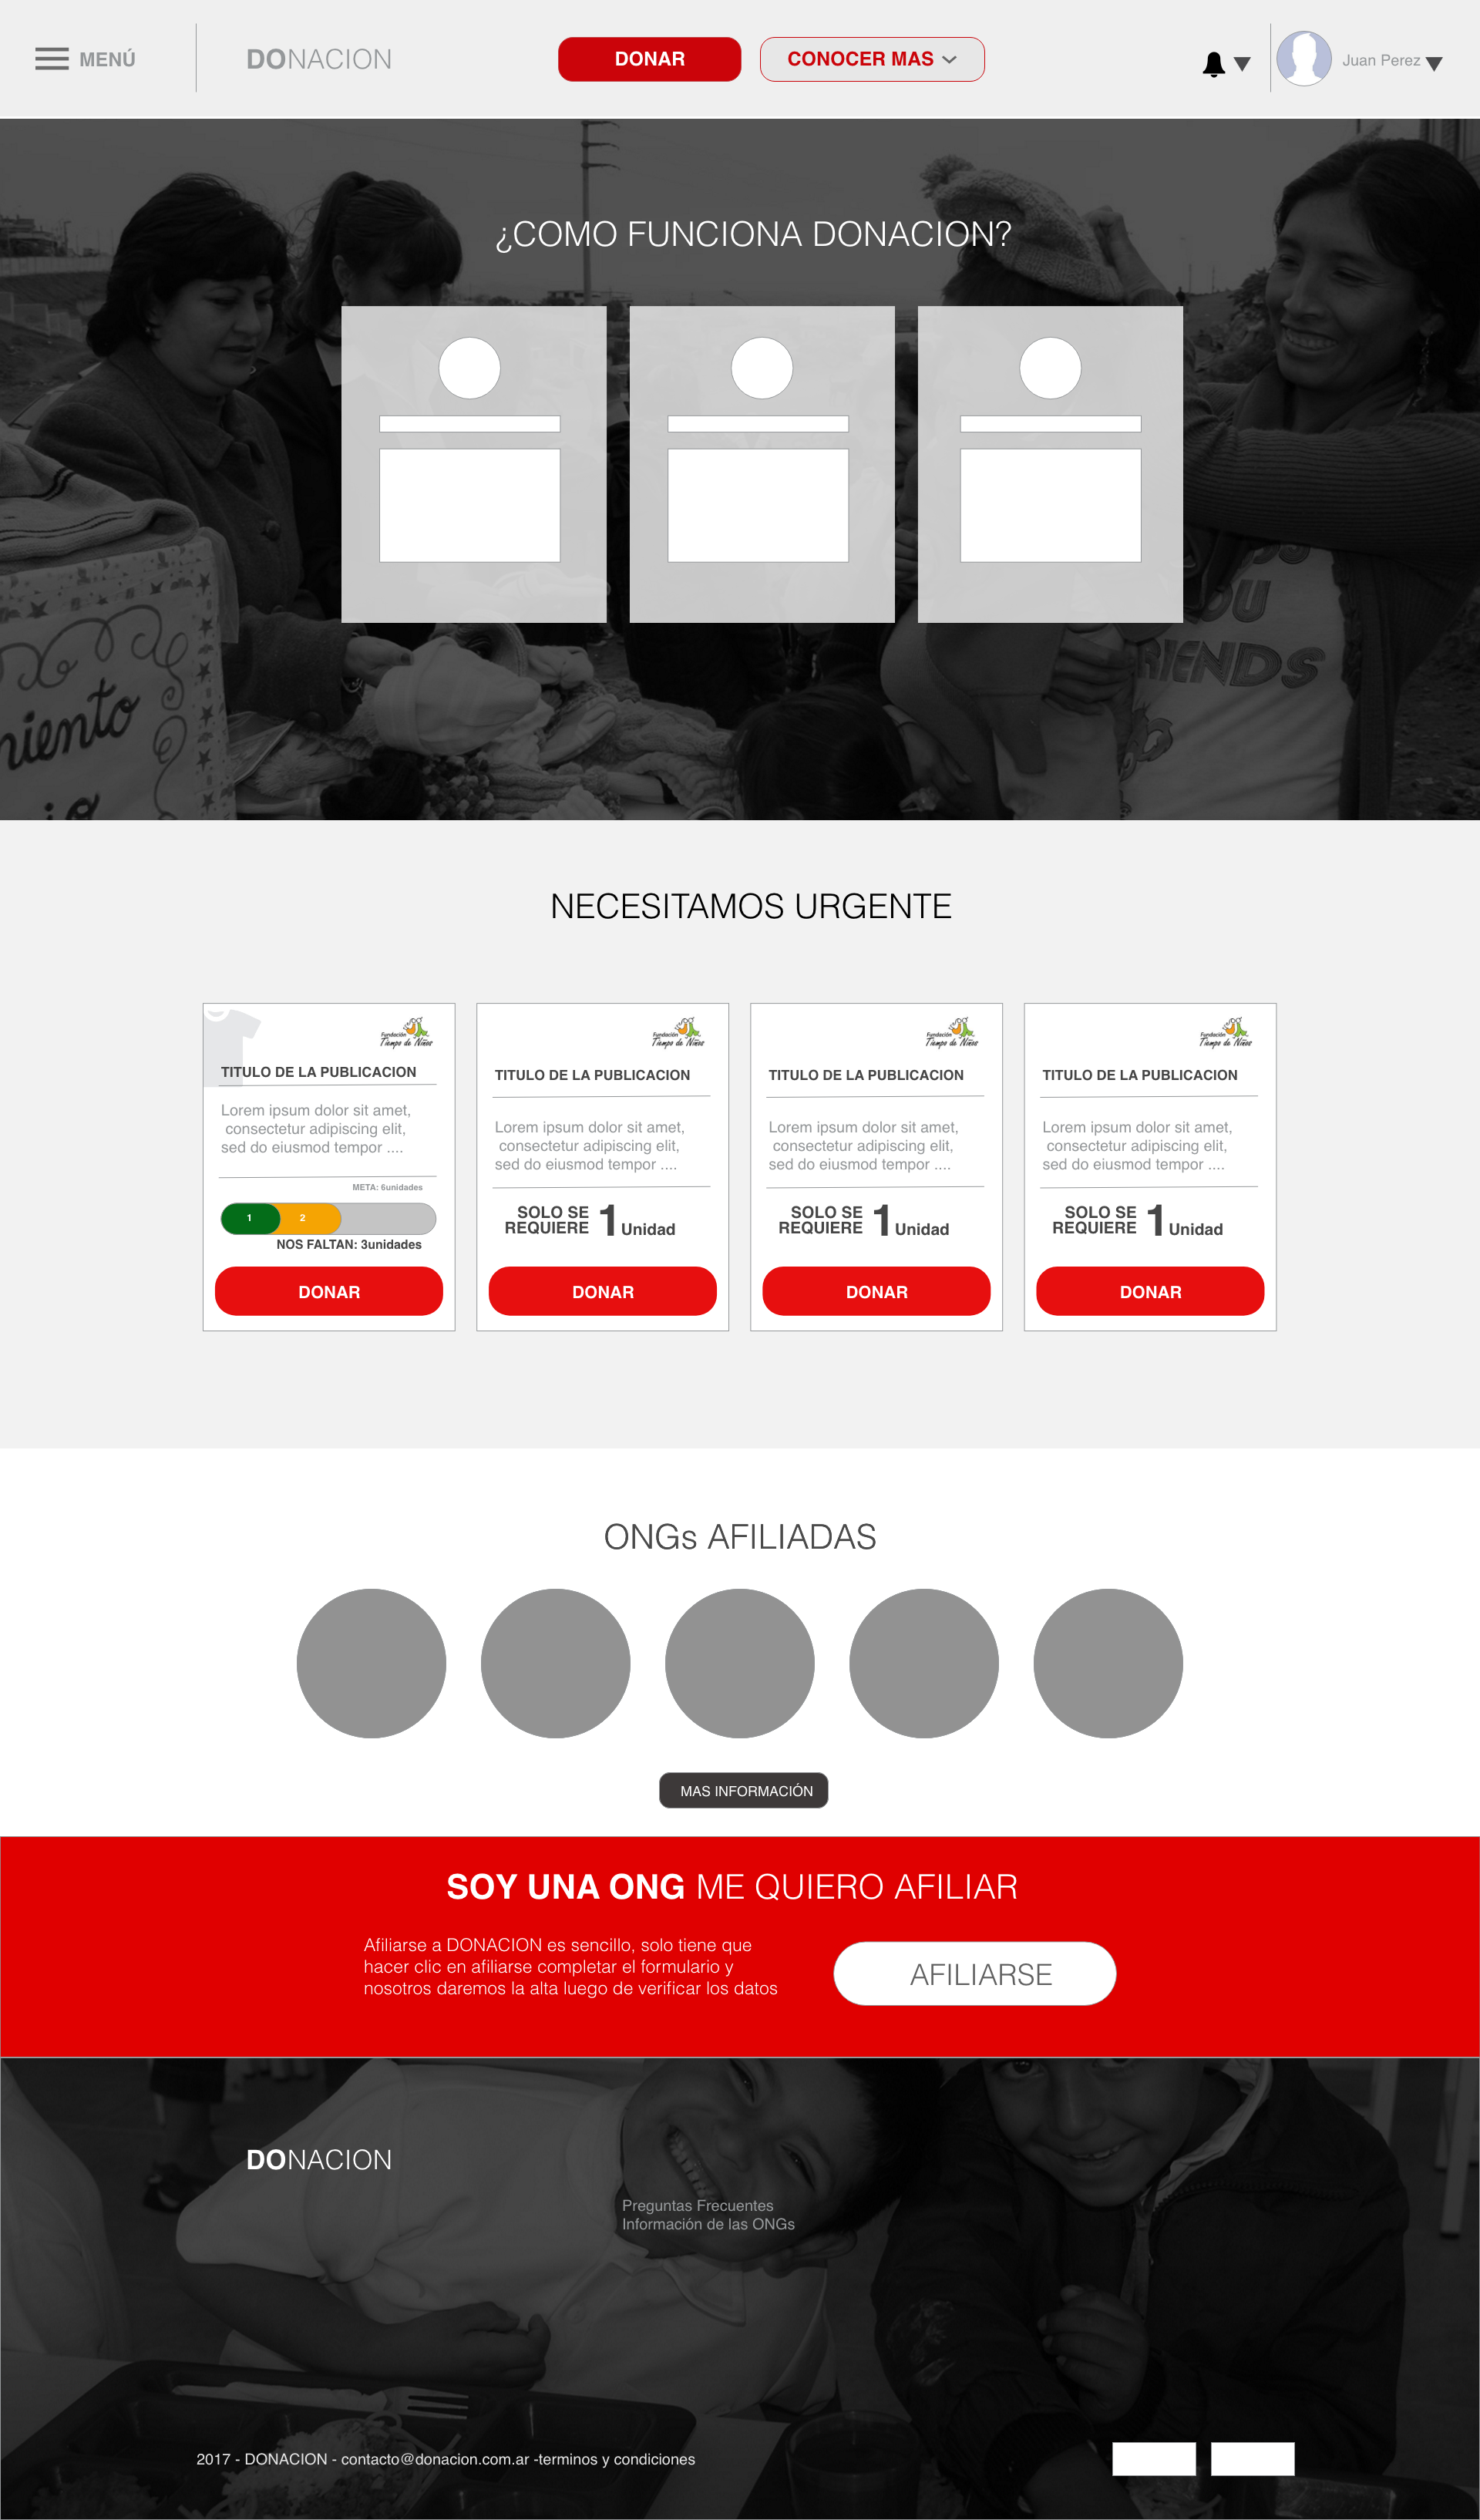 MENÚ
DONACION
DONAR
CONOCER MAS
Juan Perez
¿COMO FUNCIONA DONACION?
OU
RIENDS
miento
NECESITAMOS URGENTE
Fundación
Tiempo de Niños
TITULO DE LA PUBLICACION
Lorem ipsum dolor sit amet,
consectetur adipiscing elit,
sed do eiusmod tempor ....
META: 6unidades
1 2
NOS FALTAN: 3unidades
DONAR
Fundación
Tiempo de Niños
TITULO DE LA PUBLICACION
Lorem ipsum dolor sit amet,
consectetur adipiscing elit,
sed do eiusmod tempor ....
SOLO SE
REQUIERE 1 Unidad
DONAR
Fundación
Tiempo de Niños
TITULO DE LA PUBLICACION
Lorem ipsum dolor sit amet,
consectetur adipiscing elit,
sed do eiusmod tempor ....
SOLO SE
REQUIERE 1 Unidad
DONAR
Fundación
Tiempo de Niños
TITULO DE LA PUBLICACION
Lorem ipsum dolor sit amet,
consectetur adipiscing elit,
sed do eiusmod tempor ....
SOLO SE
REQUIERE 1 Unidad
DONAR
ONGs AFILIADAS
MAS INFORMACIÓN
SOY UNA ONG ME QUIERO AFILIAR
Afiliarse a DONACION es sencillo, solo tiene que
hacer clic en afiliarse completar el formulario y
nosotros daremos la alta luego de verificar los datos
AFILIARSE
DONACION
Preguntas Frecuentes
Información de las ONGs
2017 - DONACION - contacto@donacion.com.ar -terminos y condiciones